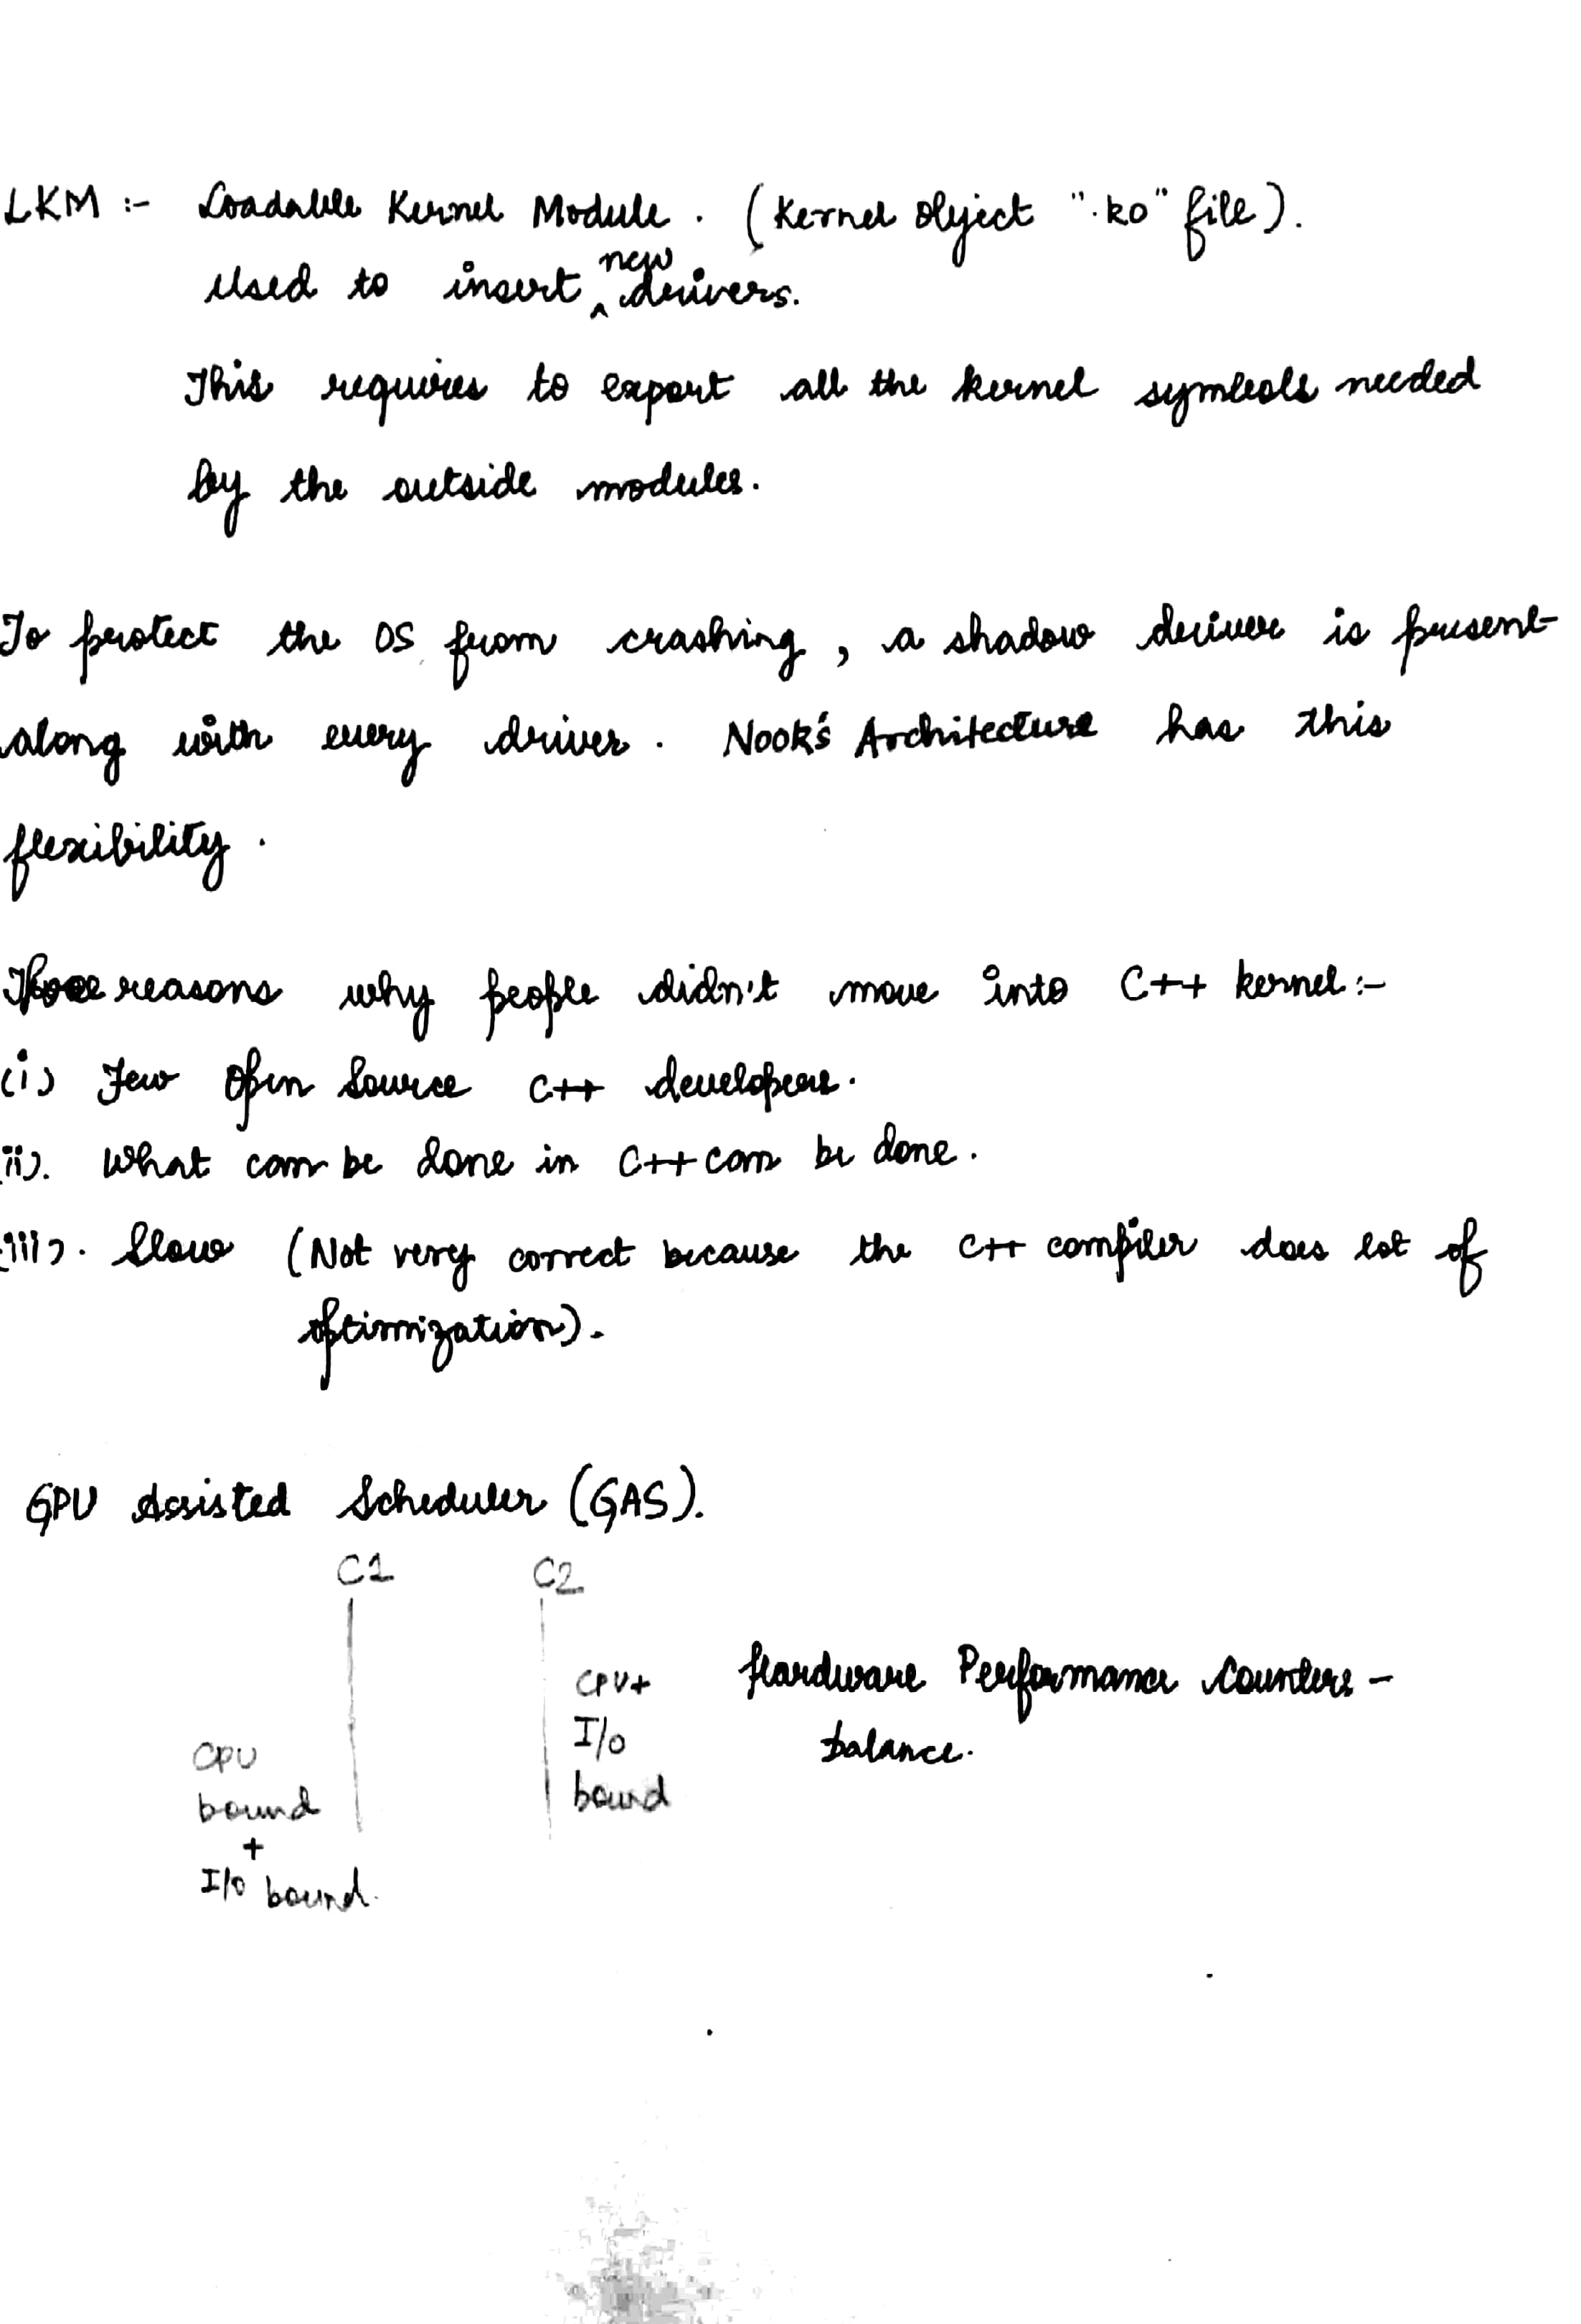 LKM :- Loadable Kernel Module. (Kernel Object ".ko" file).
Used to insert new drivers.
This requires to export all the kernel symbols needed
by the outside modules.
To protect the OS from crashing, a shadow driver is present
along with every driver. Nook's Architecture has this
flexibility.
reasons why people didn't move into C++ kernel:-
(i) Few Open Source C++ developers.
ii). What can be done in C++ can be done.
iii). Slow (Not very correct because the C++ compiler does lot of
optimization).
GPU Assisted Scheduler (GAS).
C1 C2
CPU+ Hardware Performance Counters -
I/O balance.
CPU
bound bound
+
I/O bound.